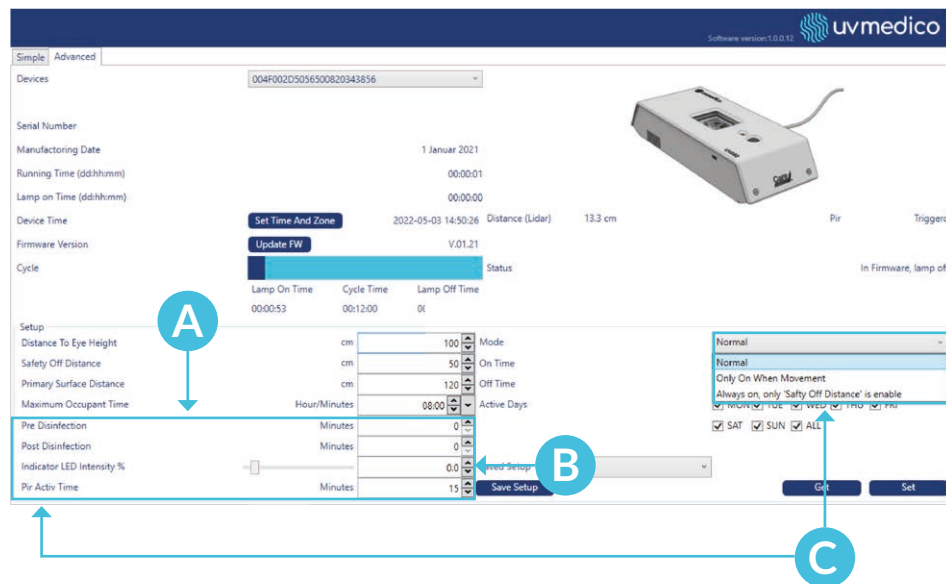 uvmedico
Software version:1.0.0.12
Simple Advanced
Devices 004F002D5056500820343856
Serial Number
Manufactoring Date 1 Januar 2021
Running Time (dd:hh:mm) 00:00:01
Lamp on Time (dd:hh:mm) 00:00:00
Device Time Set Time And Zone 2022-05-03 14:50:26 Distance (Lidar) 13.3 cm Pir Triggerd
Firmware Version Update FW V.01.21
Cycle Status In Firmware, lamp of
Lamp On Time Cycle Time Lamp Off Time
00:00:53 00:12:00 0(
Setup
A
Distance To Eye Height cm 100 Mode Normal
Safety Off Distance cm 50 On Time Normal
Primary Surface Distance cm 120 Off Time Only On When Movement
Always on, only 'Safty Off Distance' is enable
Maximum Occupant Time Hour/Minutes 08:00 Active Days MON TUE WED THU FRI
Pre Disinfection Minutes 0 SAT SUN ALL
Post Disinfection Minutes 0
Indicator LED Intensity % 0.0 B Setup
Pir Activ Time Minutes 15 Save Setup Get Set
C